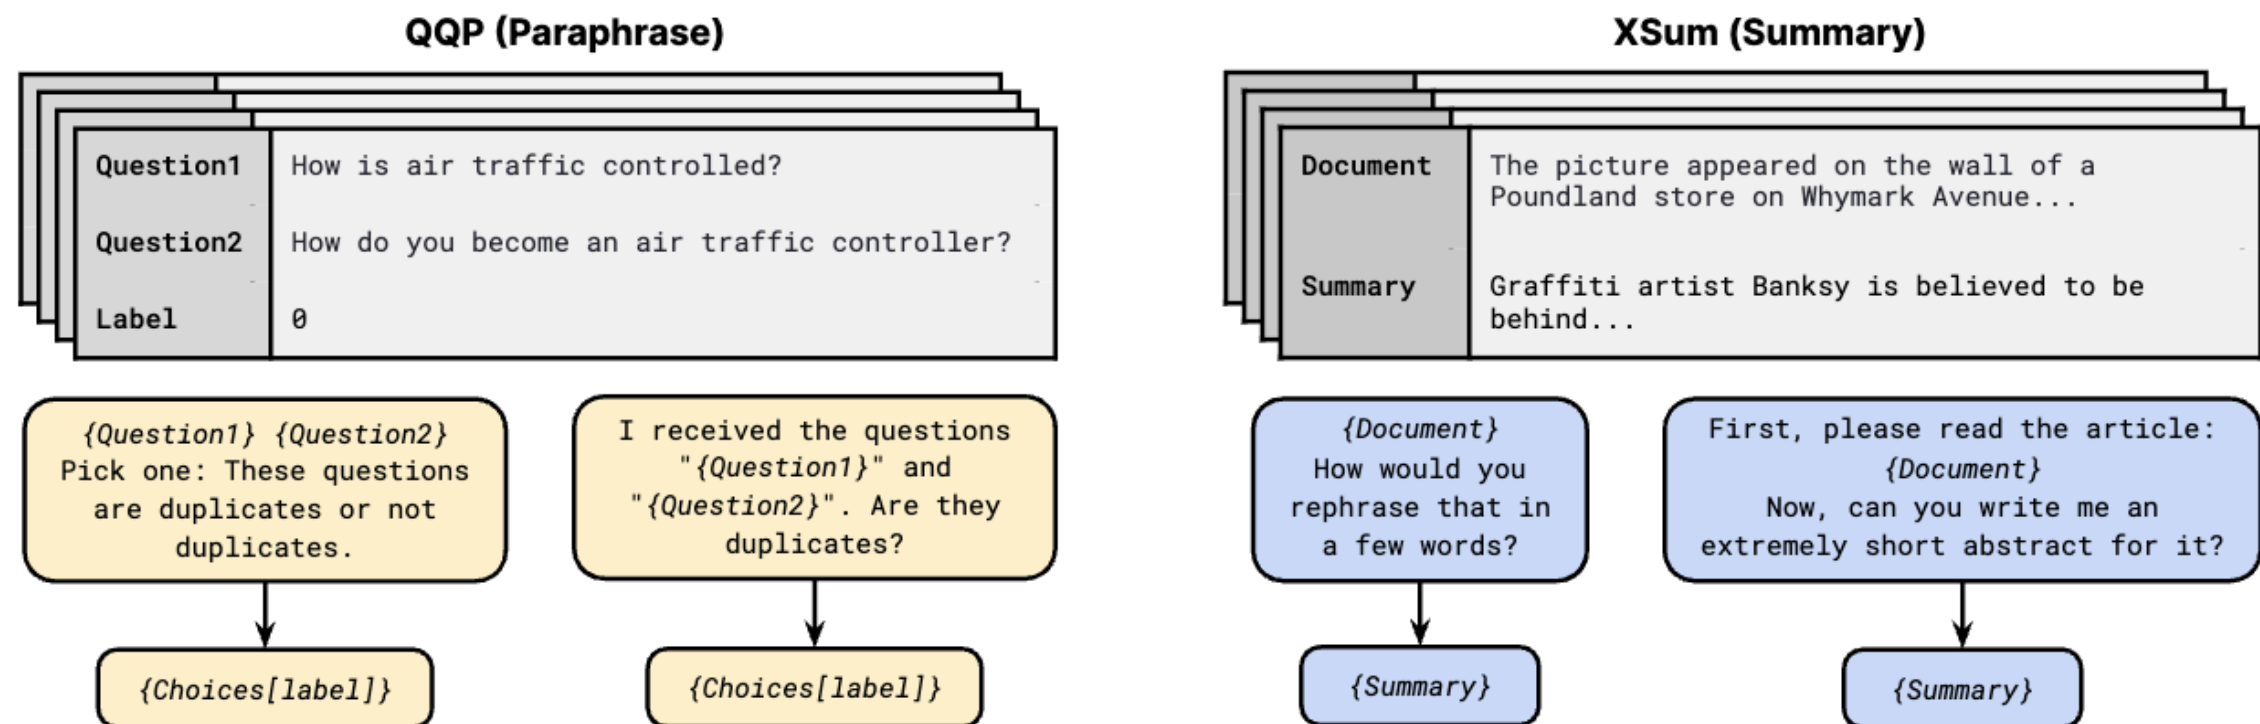 QQP (Paraphrase)
Question1 How is air traffic controlled?
Question2 How do you become an air traffic controller?
Label 0
{Question1} {Question2}
Pick one: These questions
are duplicates or not
duplicates.
{Choices[label]}
I received the questions
"{Question1}" and
"{Question2}". Are they
duplicates?
{Choices[label]}
XSum (Summary)
Document The picture appeared on the wall of a
Poundland store on Whymark Avenue...
Summary Graffiti artist Banksy is believed to be
behind...
{Document}
How would you
rephrase that in
a few words?
{Summary}
First, please read the article:
{Document}
Now, can you write me an
extremely short abstract for it?
{Summary}